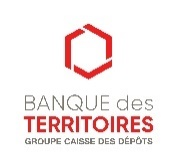 BANQUE des
TERRITOIRES
GROUPE CAISSE DES DÉPÔTS